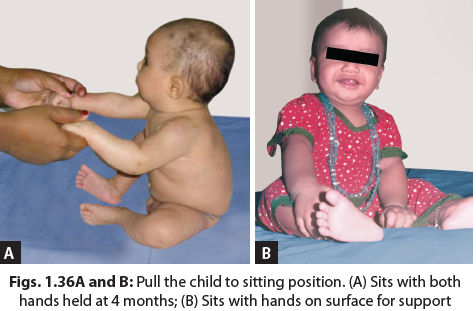 A
B
Figs. 1.36A and B: Pull the child to sitting position. (A) Sits with both
hands held at 4 months; (B) Sits with hands on surface for support